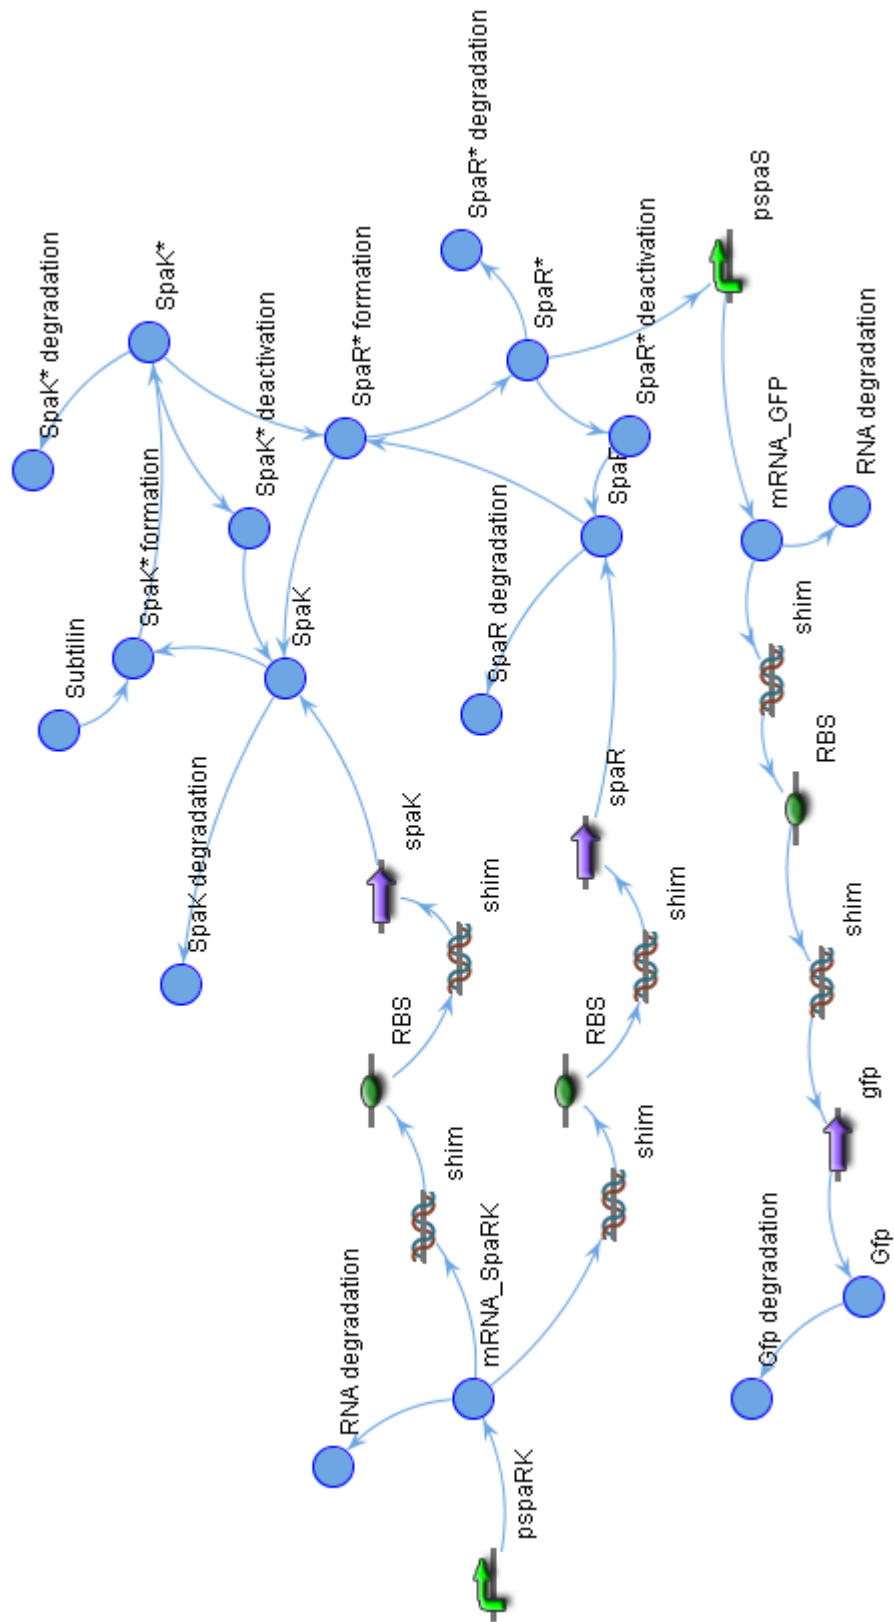 SpaK* degradation
Subtilin
SpaK* formation
SpaK*
SpaK degradation
SpaK* deactivation
SpaK
RNA degradation
SpaR* formation
RBS
spaK
shim
SpaR* degradation
mRNA_SpaRK
shim
SpaR degradation
pspaRK
SpaR*
RBS
spaR
SpaR
shim
SpaR* deactivation
shim
pspaS
Gfp degradation
mRNA_GFP
shim
RBS
shim
RNA degradation
gfp
Gfp